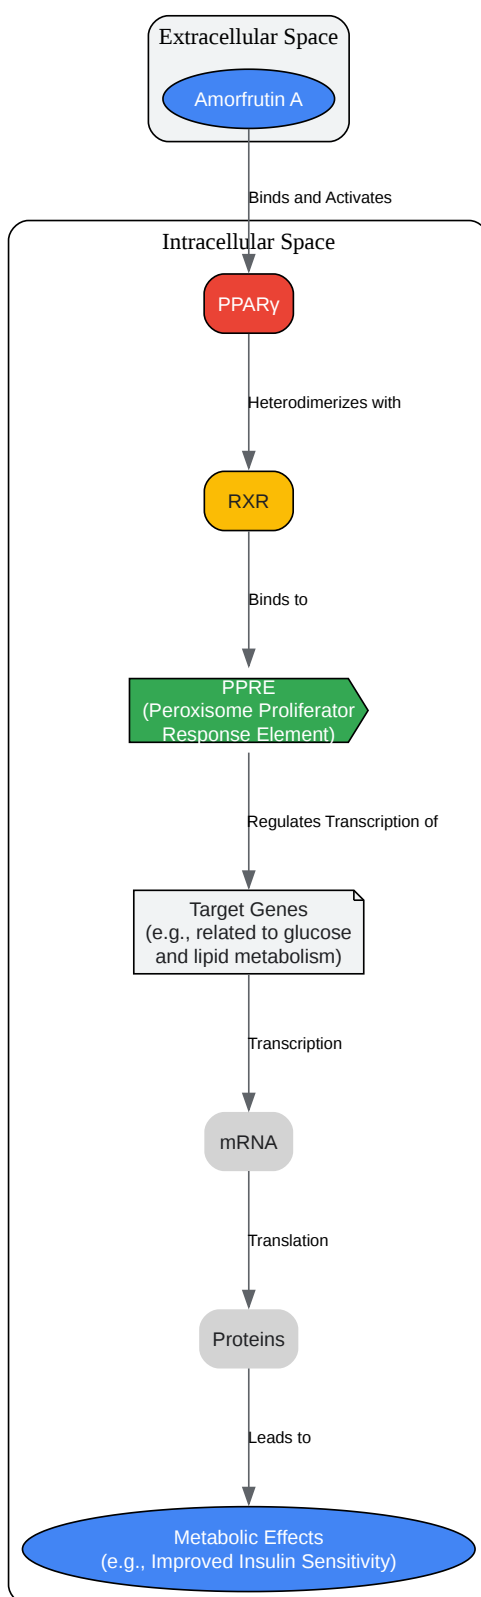 Extracellular Space
Amorfrutin A
Binds and Activates
Intracellular Space
PPARγ
Heterodimerizes with
RXR
Binds to
PPRE
(Peroxisome Proliferator
Response Element)
Regulates Transcription of
Target Genes
(e.g., related to glucose
and lipid metabolism)
Transcription
mRNA
Translation
Proteins
Leads to
Metabolic Effects
(e.g., Improved Insulin Sensitivity)